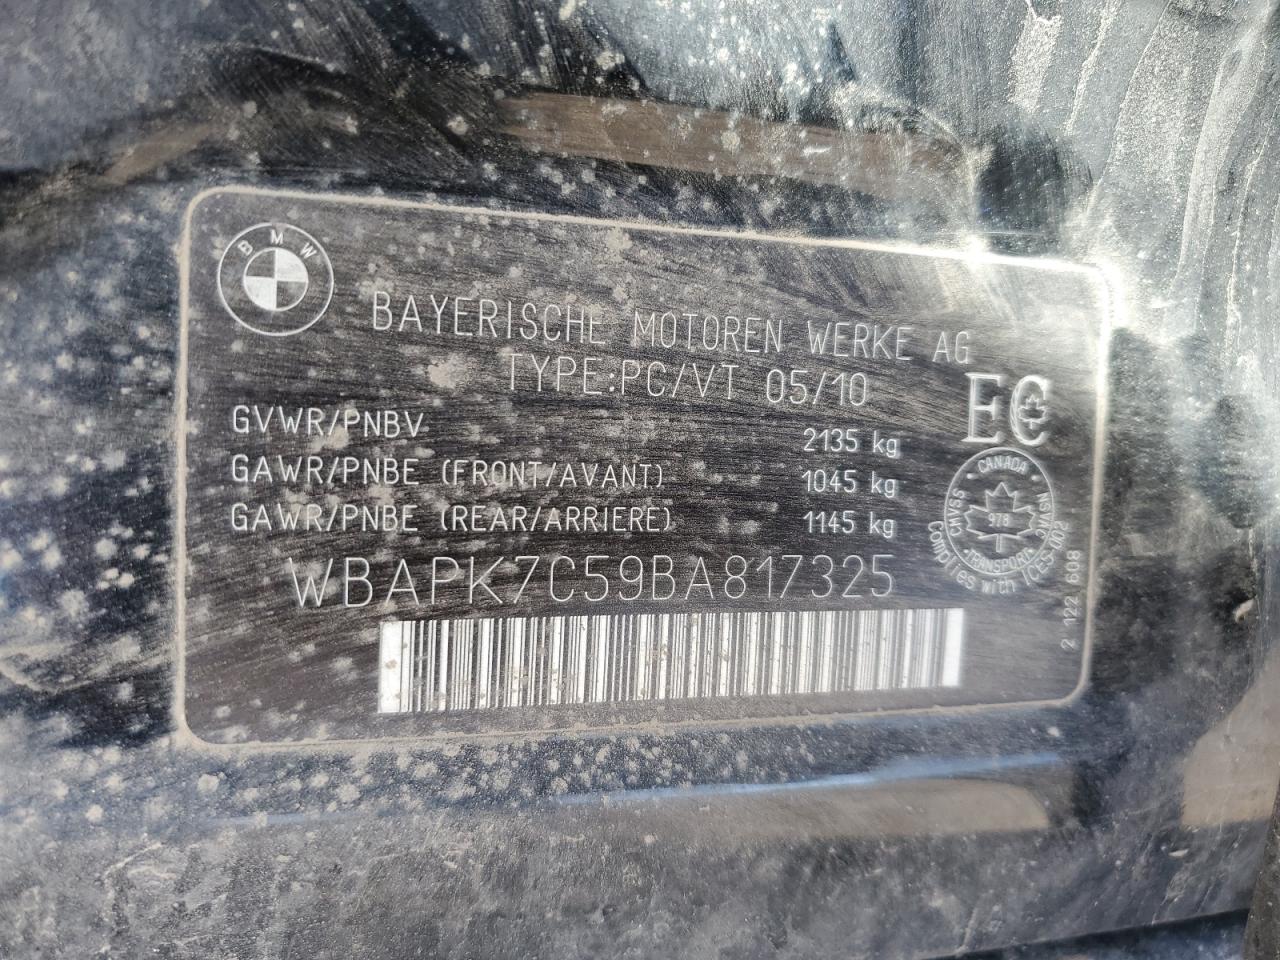 BMW
BAYERISCHE MOTOREN WERKE AG
TYPE:PC/VT 05/10
EC
GVWR/PNBV 2135 kg
GAWR/PNBE (FRONT/AVANT) 1045 kg
GAWR/PNBE (REAR/ARRIERE) 1145 kg
WBAPK7C59BA817325
CANADA
978
TRANSPORT
CMVSS
NSVAC
Complies with ICES-002
2 122 608